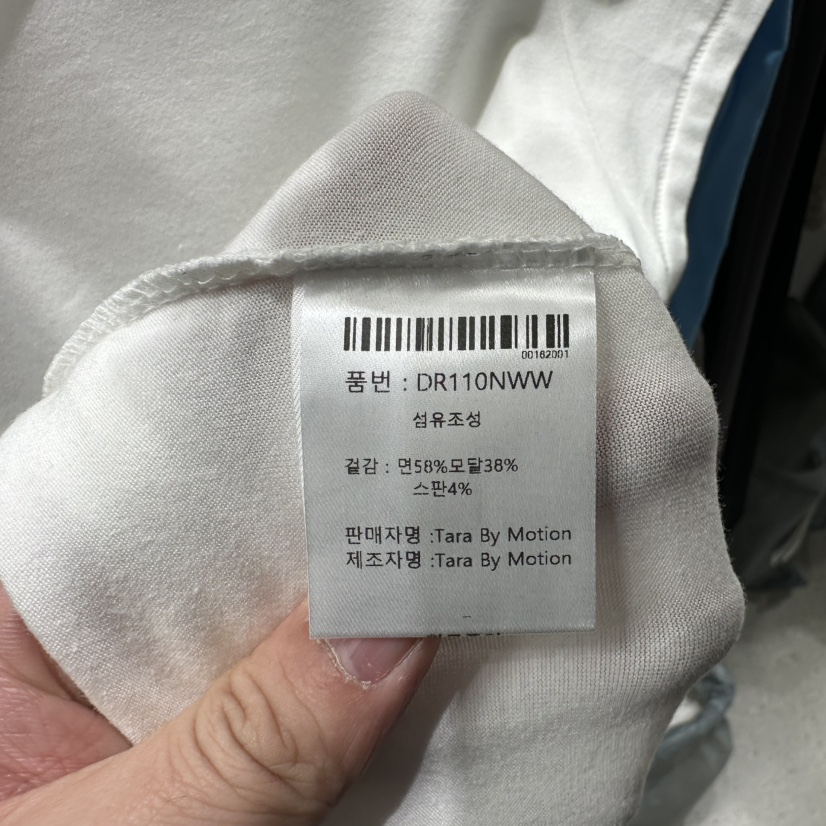 00162001
품번 : DR110NWW
섬유조성
겉감 : 면58%모달38%
스판4%
판매자명 :Tara By Motion
제조자명 :Tara By Motion